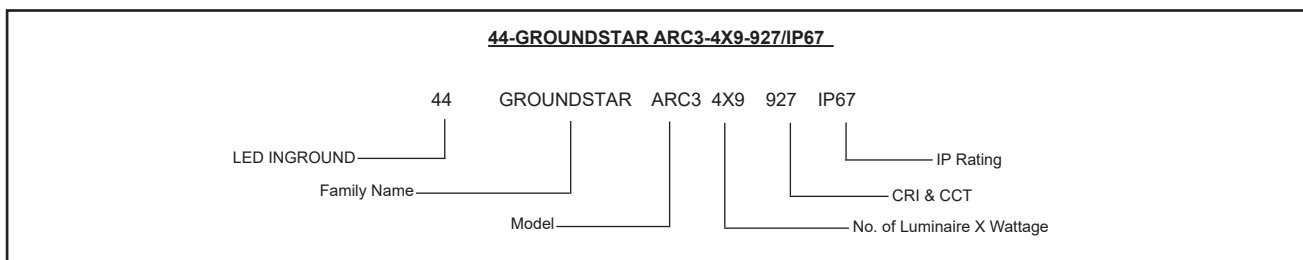 44-GROUNDSTAR ARC3-4X9-927/IP67
44 GROUNDSTAR ARC3 4X9 927 IP67
LED INGROUND
IP Rating
Family Name
CRI & CCT
Model
No. of Luminaire X Wattage